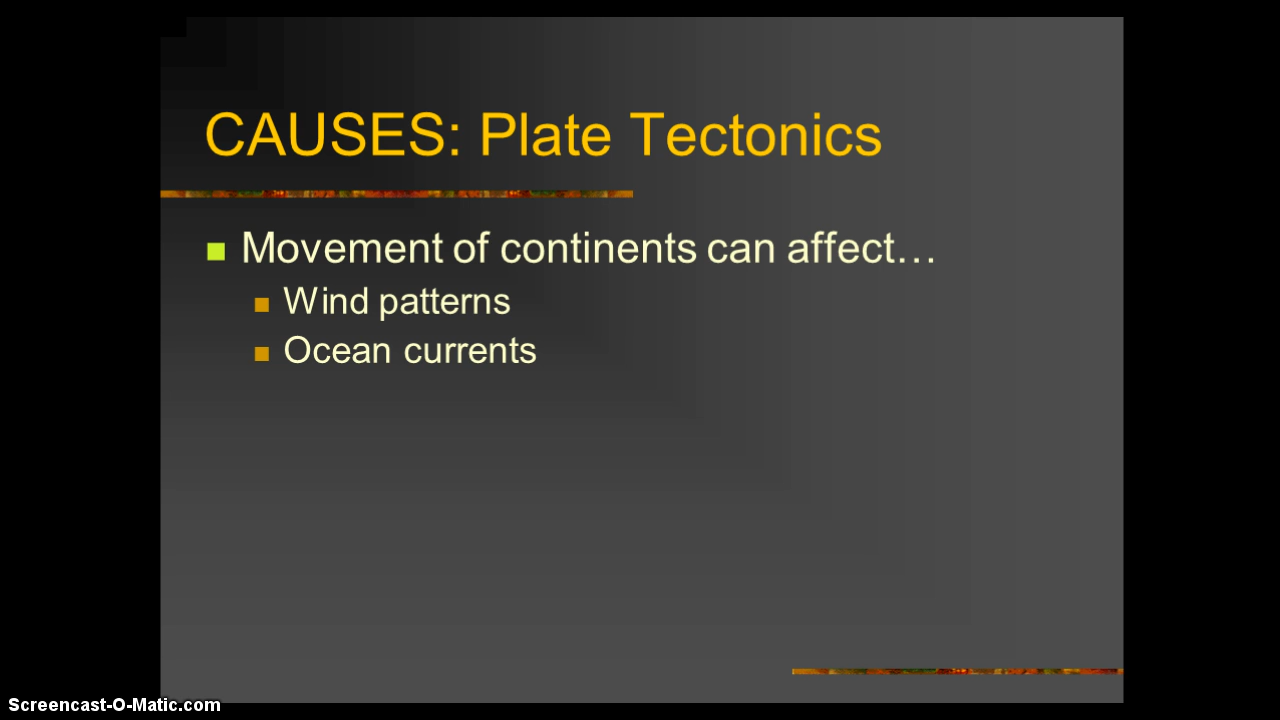 CAUSES: Plate Tectonics
Movement of continents can affect…
Wind patterns
Ocean currents
Screencast-O-Matic.com